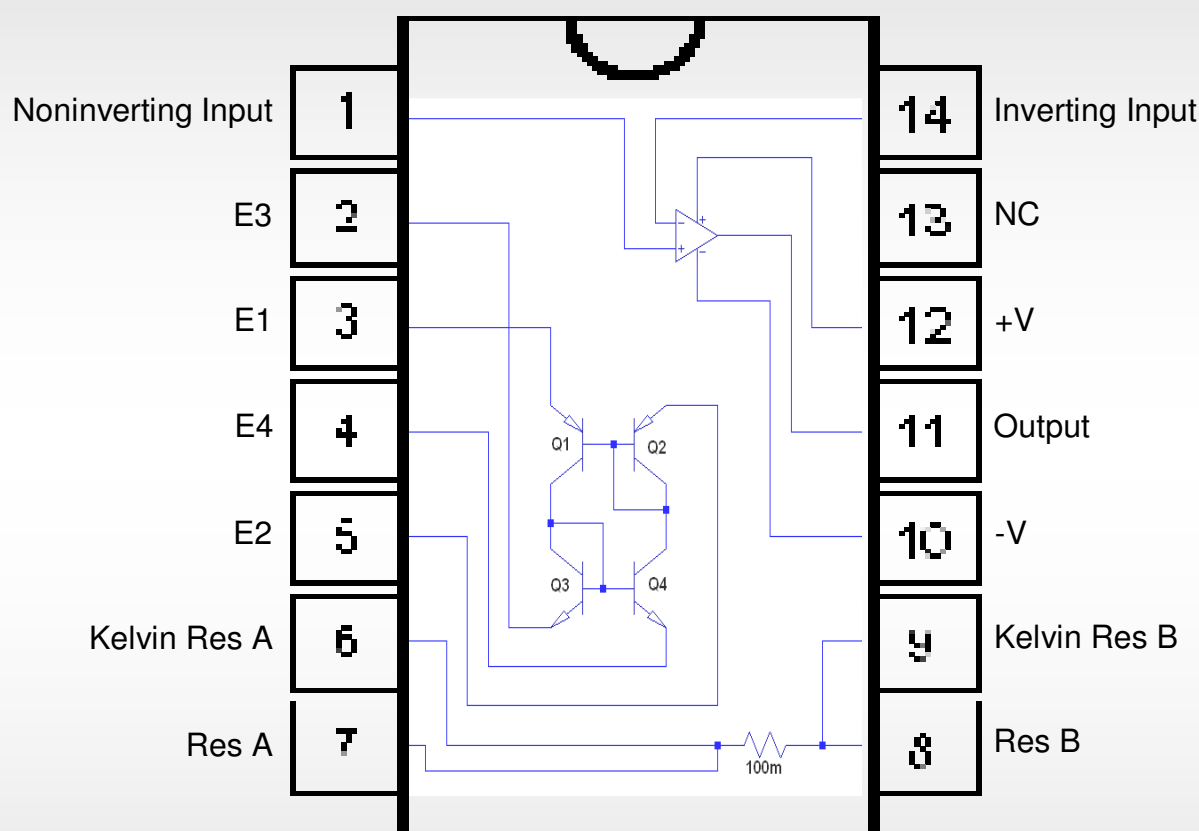 Noninverting Input 1 14 Inverting Input
E3 2 13 NC
E1 3 12 +V
E4 4 11 Output
E2 5 10 -V
Kelvin Res A 6 9 Kelvin Res B
Res A 7 8 Res B
+
-
+
-
Q1 Q2
Q3 Q4
100m